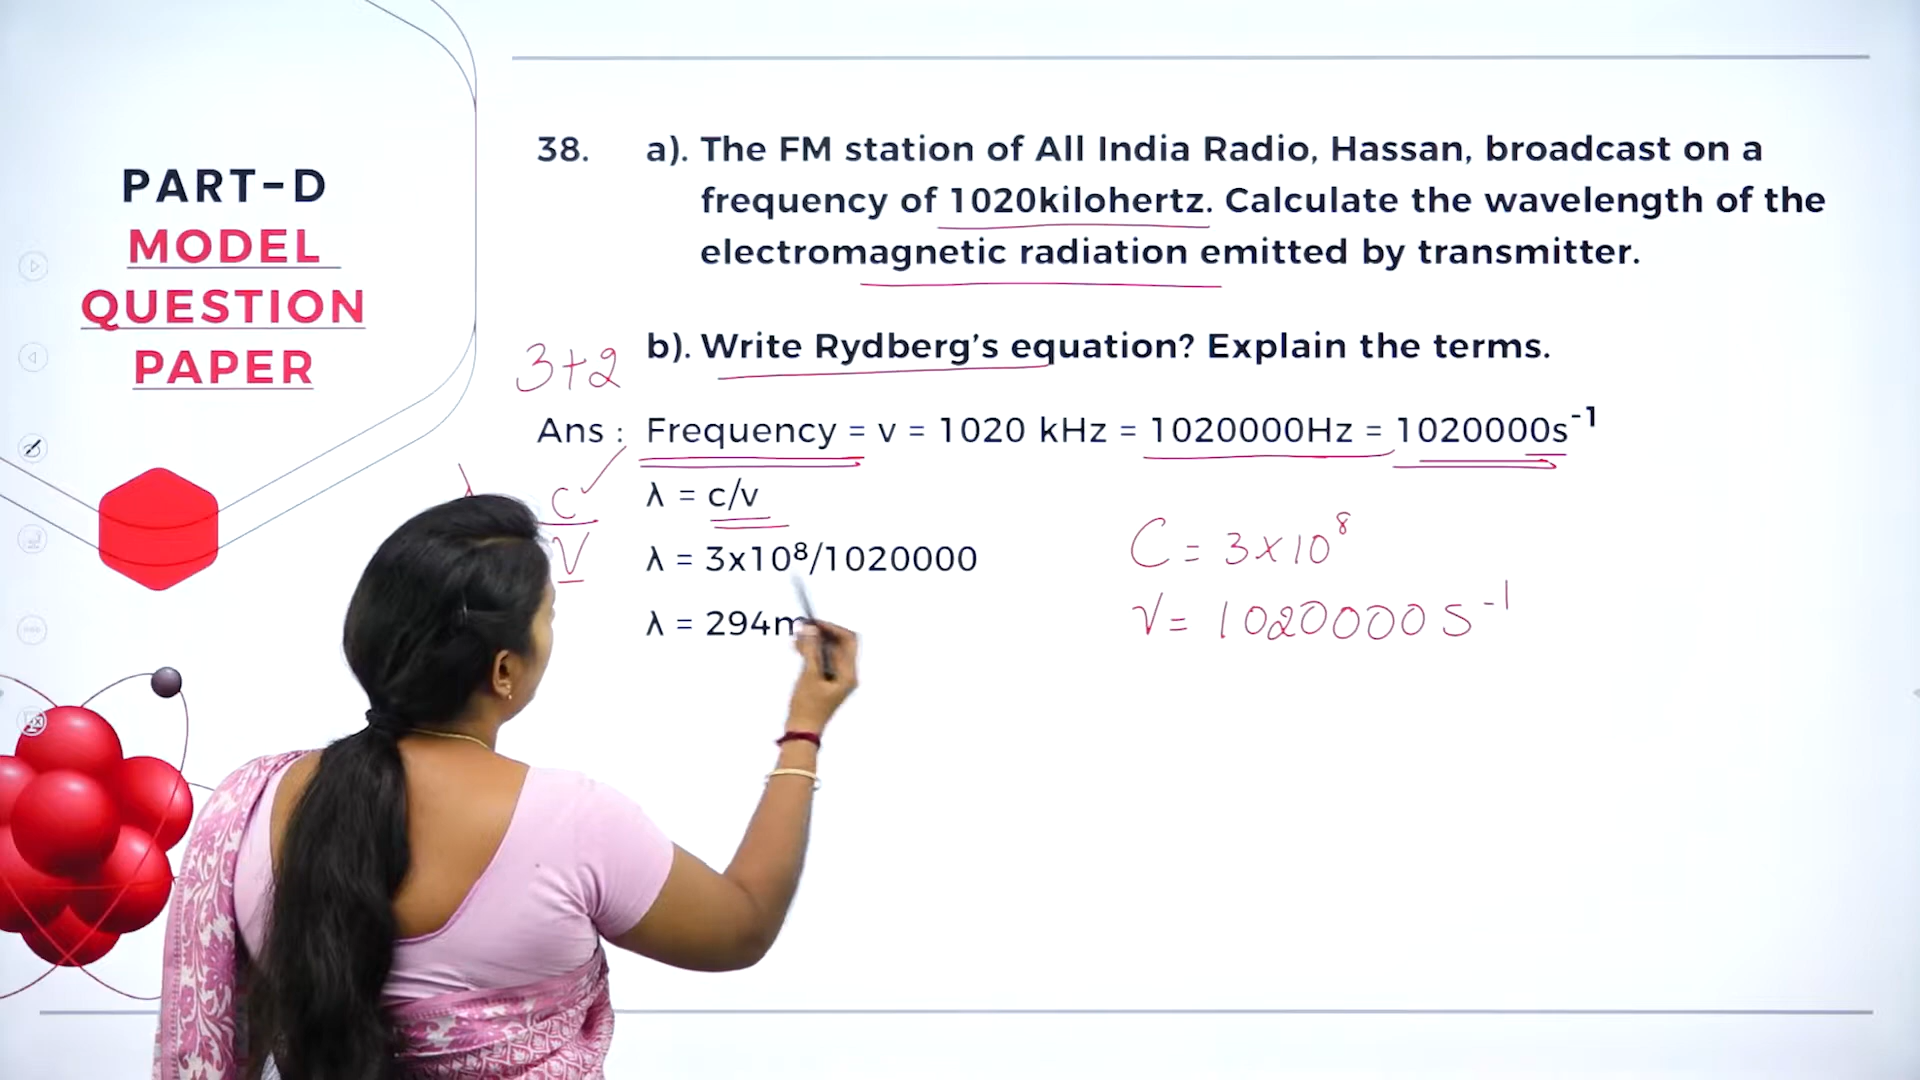 PART-D
MODEL
QUESTION
PAPER
38. a). The FM station of All India Radio, Hassan, broadcast on a
frequency of 1020kilohertz. Calculate the wavelength of the
electromagnetic radiation emitted by transmitter.
b). Write Rydberg's equation? Explain the terms.
3+2
Ans : Frequency = v = 1020 kHz = 1020000Hz = 1020000s⁻¹
λ = c/v
C
V
λ = 3x10⁸/1020000
λ = 294m
C = 3×10⁸
V = 1020000 S⁻¹